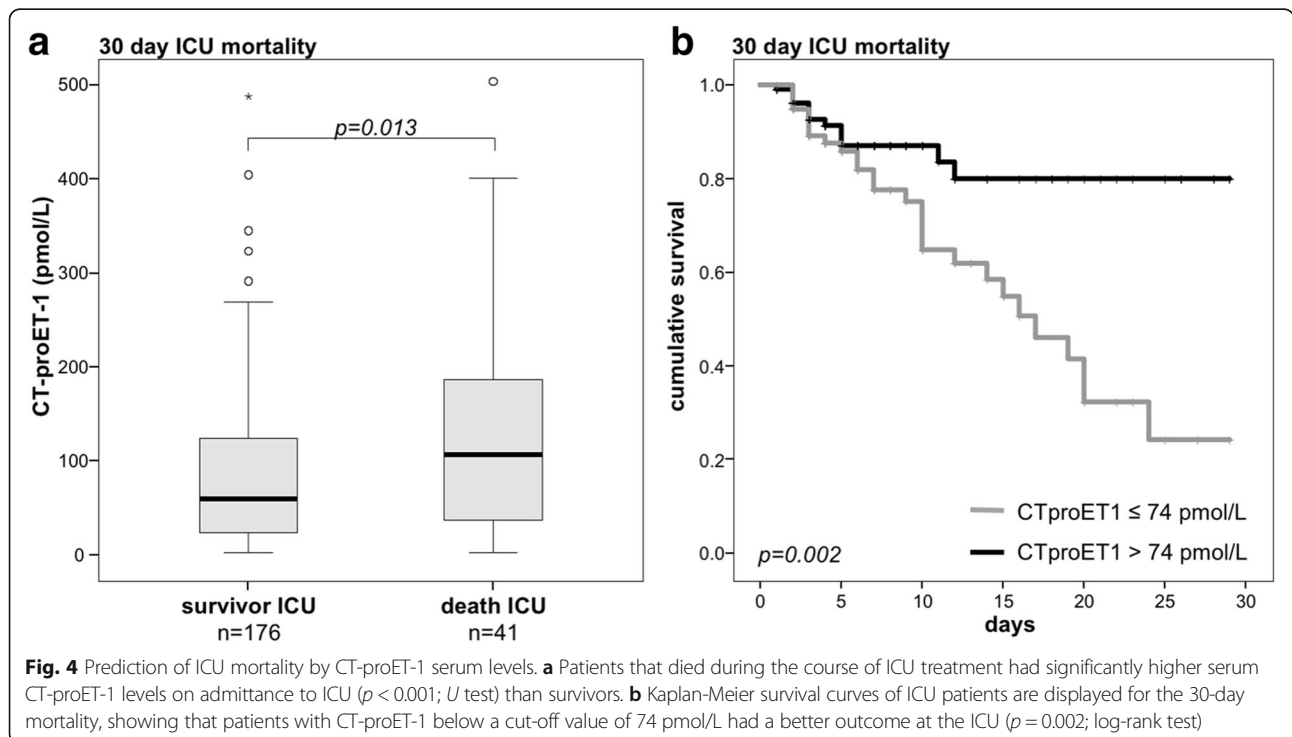 a
30 day ICU mortality
500
400
300
200
100
0
CT-proET-1 (pmol/L)
*
p=0.013
survivor ICU
death ICU
n=176
n=41
b
30 day ICU mortality
1.0
0.8
0.6
0.4
0.2
0.0
cumulative survival
CTproET1 ≤ 74 pmol/L
CTproET1 > 74 pmol/L
p=0.002
0 5 10 15 20 25 30
days
Fig. 4 Prediction of ICU mortality by CT-proET-1 serum levels. a Patients that died during the course of ICU treatment had significantly higher serum
CT-proET-1 levels on admittance to ICU (p < 0.001; U test) than survivors. b Kaplan-Meier survival curves of ICU patients are displayed for the 30-day
mortality, showing that patients with CT-proET-1 below a cut-off value of 74 pmol/L had a better outcome at the ICU (p = 0.002; log-rank test)